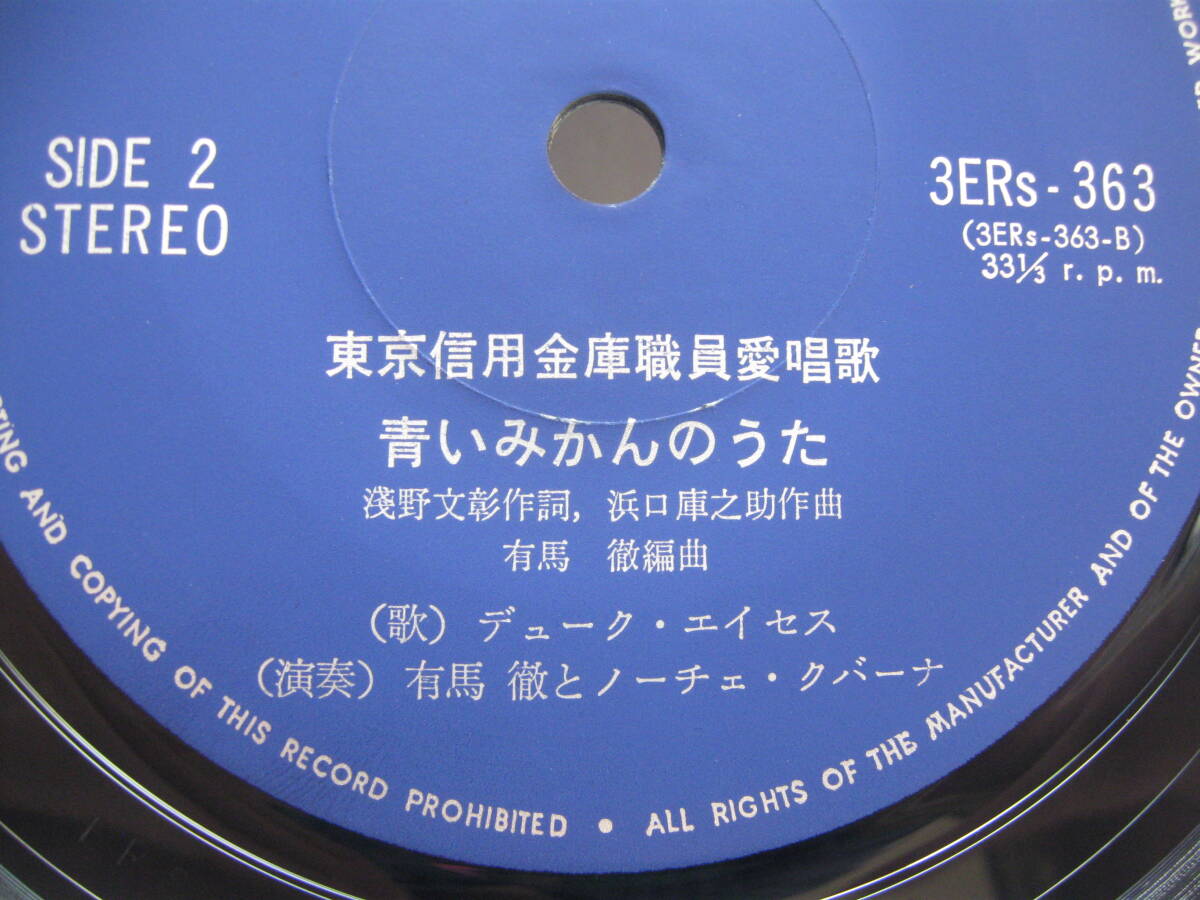 SIDE 2
STEREO
3ERs-363
(3ERs-363-B)
33⅓ r. p. m.
東京信用金庫職員愛唱歌
青いみかんのうた
淺野文彰作詞, 浜口庫之助作曲
有馬 徹編曲
(歌) デューク・エイセス
(演奏) 有馬 徹とノーチェ・クバーナ
AND COPYING OF THIS RECORD PROHIBITED • ALL RIGHTS OF THE MANUFACTURER AND OF THE OWNER